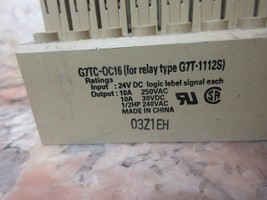 G7TC-OC16 (for relay type G7T-1112S)
Ratings
Input : 24V DC logic lebel signal each
Output : 10A 250VAC
10A 30VDC
1/2HP 240VAC
MADE IN CHINA
03Z1EH